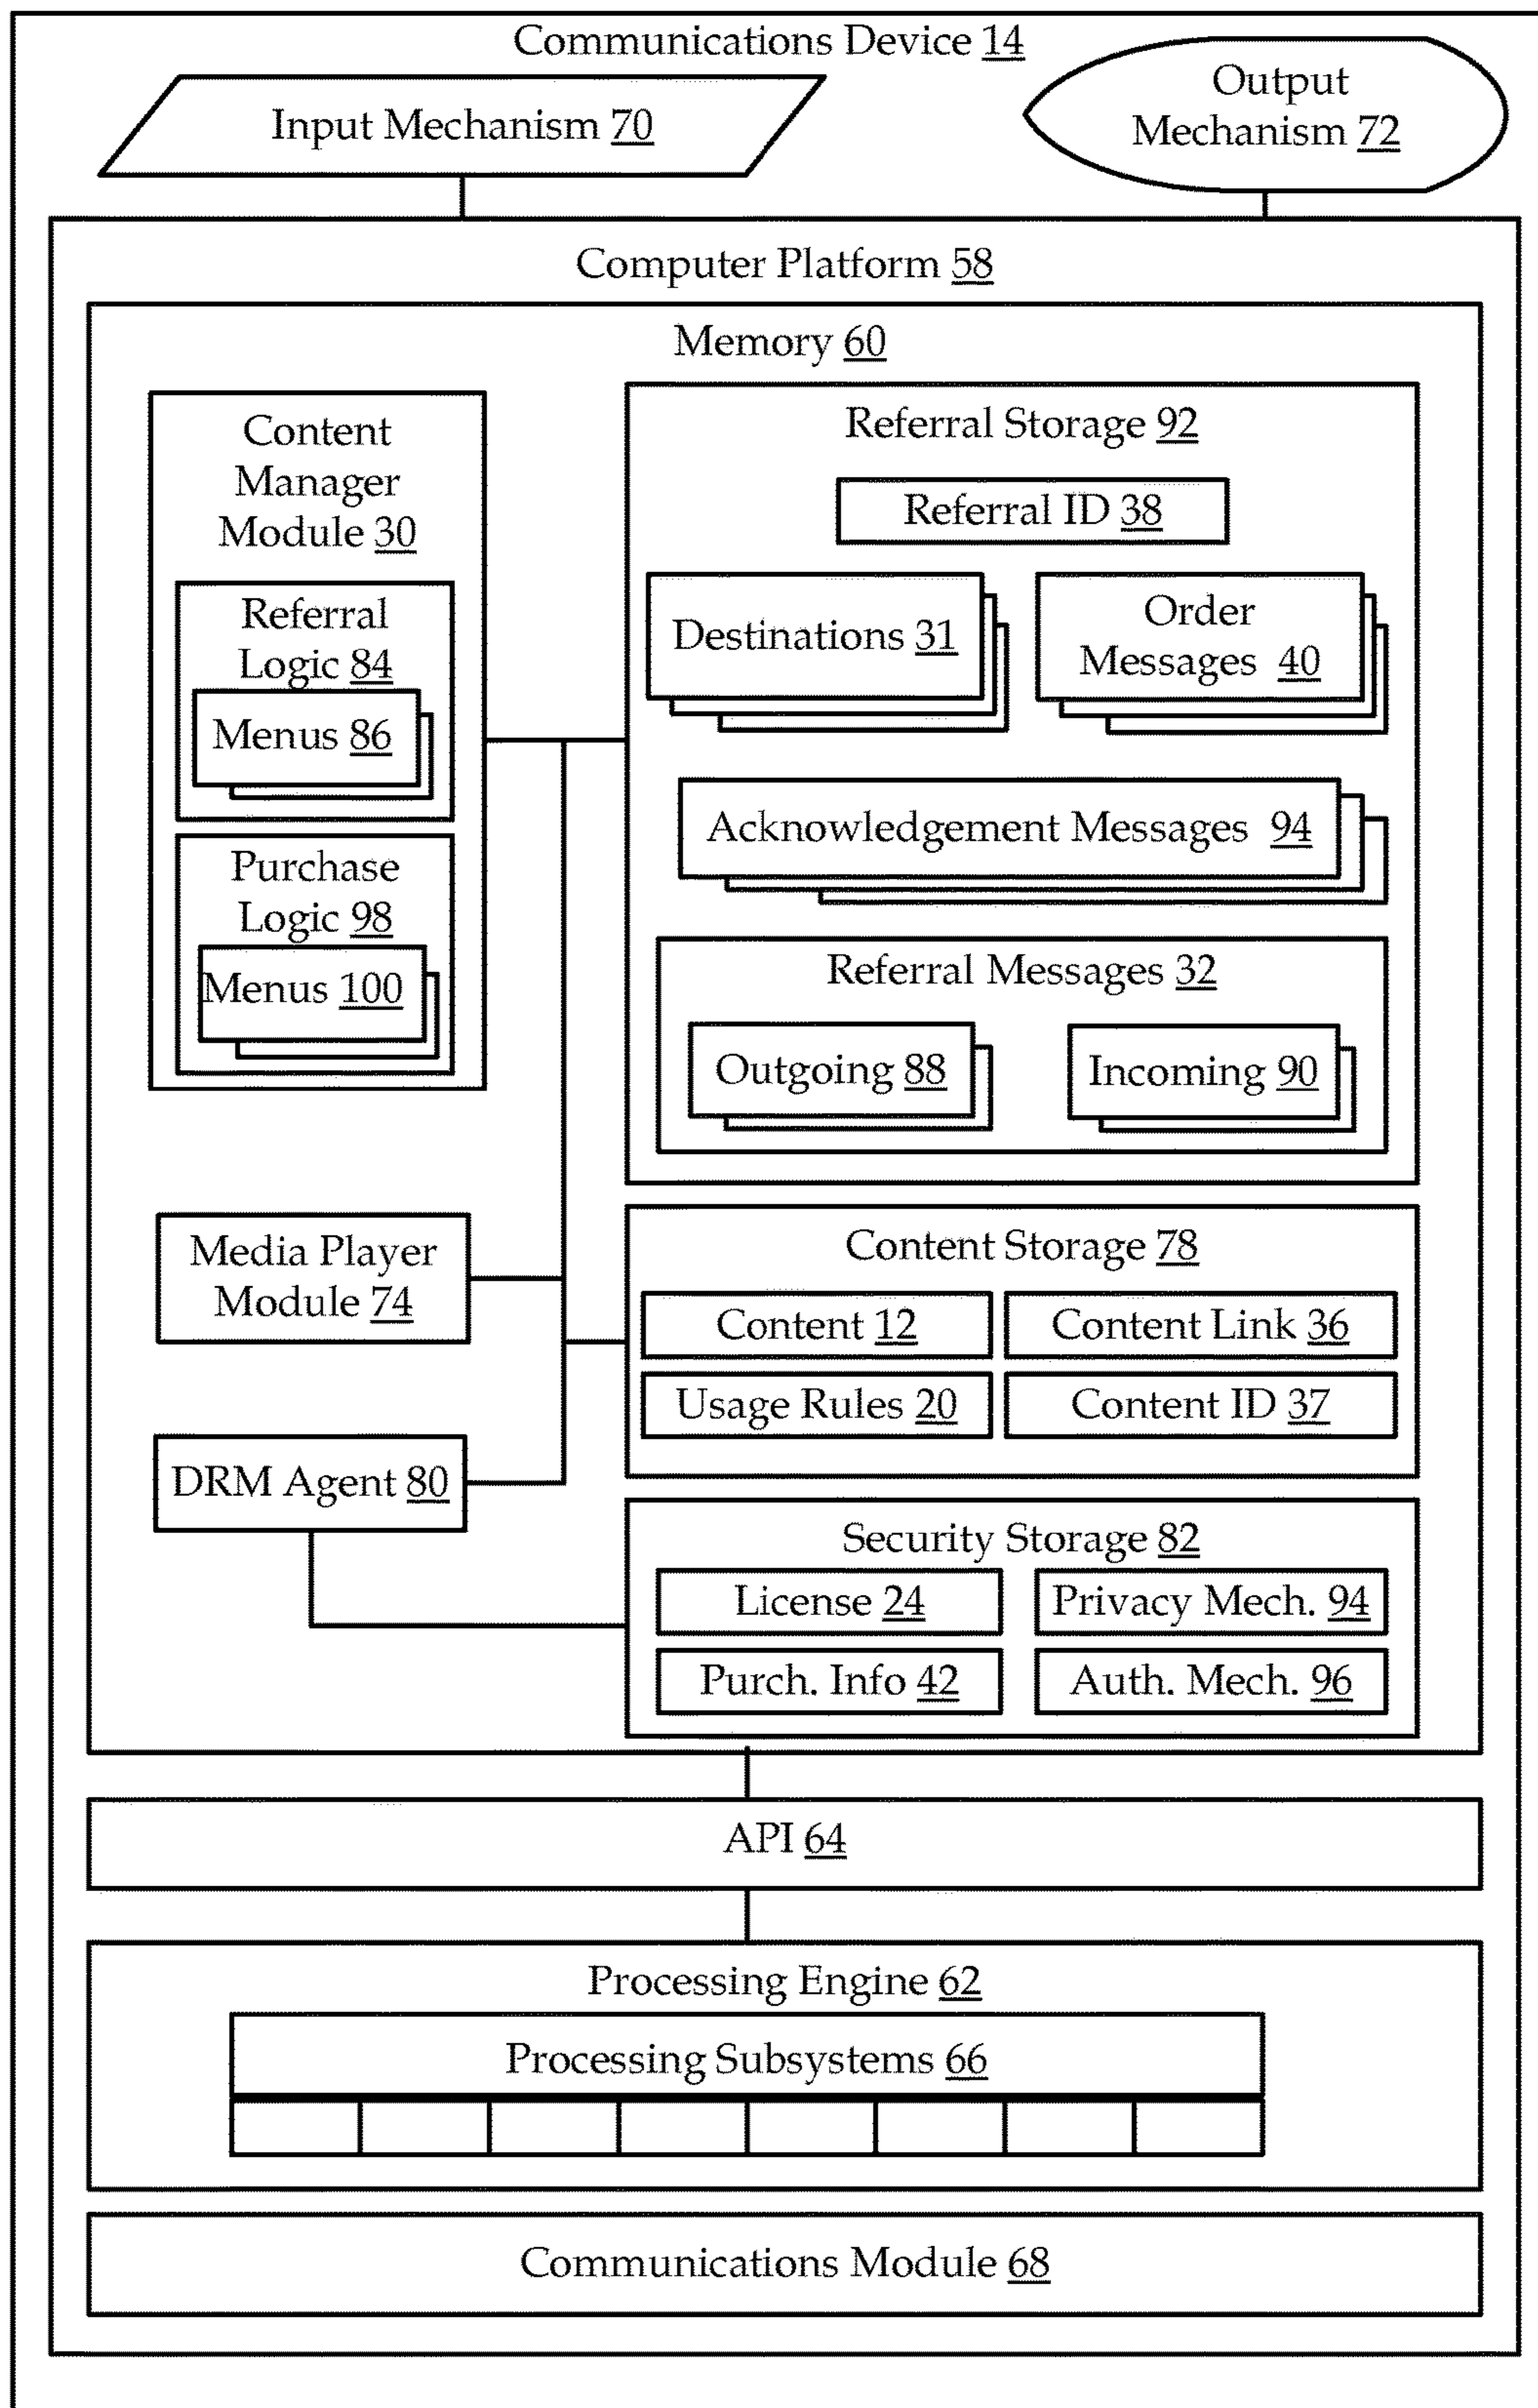 Communications Device 14
Input Mechanism 70
Output
Mechanism 72
Computer Platform 58
Memory 60
Content
Manager
Module 30
Referral
Logic 84
Menus 86
Purchase
Logic 98
Menus 100
Referral Storage 92
Referral ID 38
Destinations 31
Order
Messages 40
Acknowledgement Messages 94
Referral Messages 32
Outgoing 88
Incoming 90
Media Player
Module 74
Content Storage 78
Content 12
Content Link 36
Usage Rules 20
Content ID 37
DRM Agent 80
Security Storage 82
License 24
Privacy Mech. 94
Purch. Info 42
Auth. Mech. 96
API 64
Processing Engine 62
Processing Subsystems 66
Communications Module 68